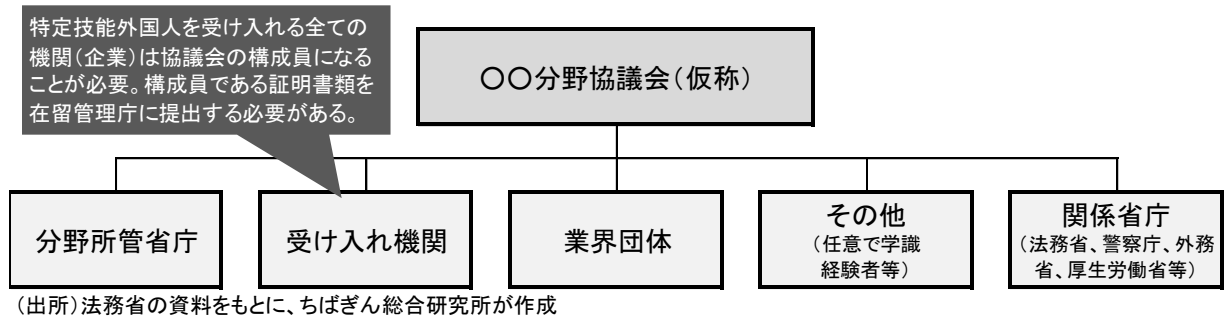 特定技能外国人を受け入れる全ての
機関(企業)は協議会の構成員になる
ことが必要。構成員である証明書類を
在留管理庁に提出する必要がある。
〇〇分野協議会(仮称)
分野所管省庁
受け入れ機関
業界団体
その他
(任意で学識
経験者等)
関係省庁
(法務省、警察庁、外務
省、厚生労働省等)
(出所)法務省の資料をもとに、ちばぎん総合研究所が作成